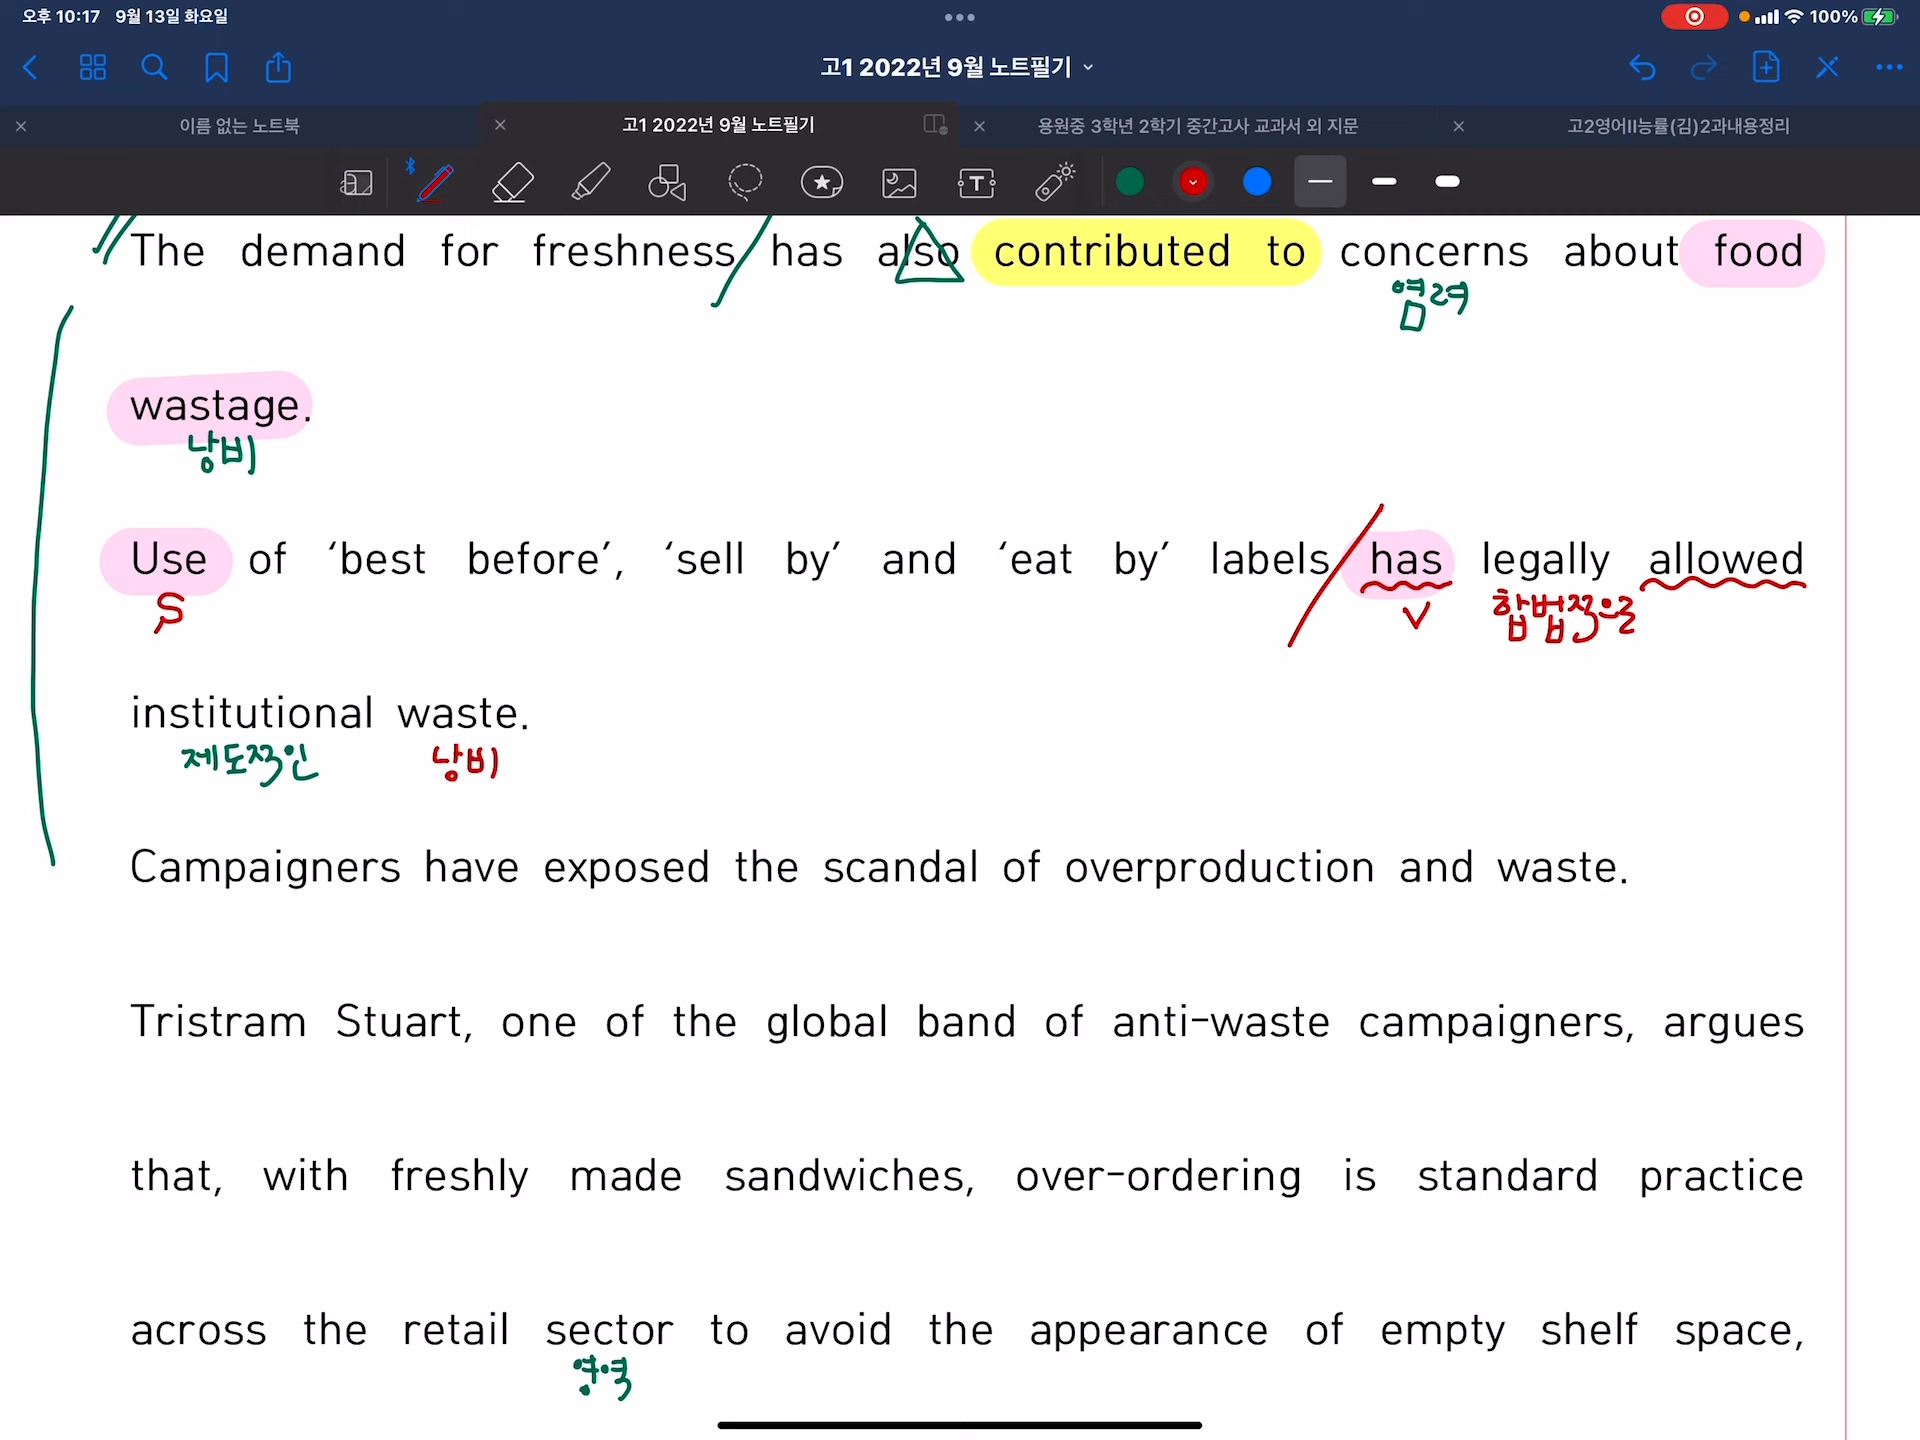 오후 10:17 9월 13일 화요일 100%
고1 2022년 9월 노트필기
이름 없는 노트북 고1 2022년 9월 노트필기 용원중 3학년 2학기 중간고사 교과서 외 지문 고2영어II능률(김)2과내용정리
The demand for freshness has also contributed to concerns about food
염려
wastage.
낭비
Use of ‘best before’, ‘sell by’ and ‘eat by’ labels has legally allowed
S V 합법적으로
institutional waste.
제도적인 낭비
Campaigners have exposed the scandal of overproduction and waste.
Tristram Stuart, one of the global band of anti-waste campaigners, argues
that, with freshly made sandwiches, over-ordering is standard practice
across the retail sector to avoid the appearance of empty shelf space,
영역